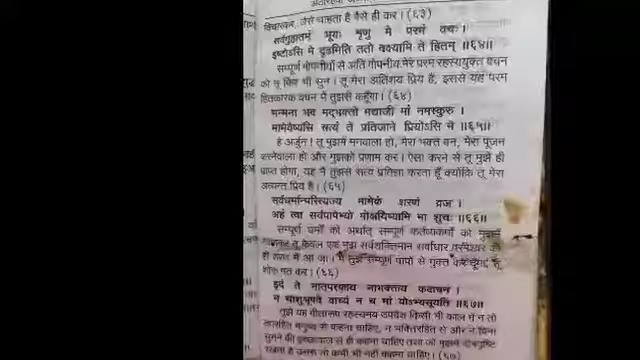 विचारकर, जैसे चाहता है वैसे ही कर। (६३)
सर्वगुह्यतमं भूयः शृणु मे परमं वचः।
इष्टोऽसि मे दृढमिति ततो वक्ष्यामि ते हितम् ॥६४॥
सम्पूर्ण गोपनीयोंसे अति गोपनीय मेरे परम रहस्ययुक्त वचन
को तू फिर भी सुन। तू मेरा अतिशय प्रिय है, इससे यह परम
हितकारक वचन मैं तुझसे कहूँगा। (६४)
मन्मना भव मद्भक्तो मद्याजी मां नमस्कुरु।
मामेवैष्यसि सत्यं ते प्रतिजाने प्रियोऽसि मे ॥६५॥
हे अर्जुन! तू मुझमें मनवाला हो, मेरा भक्त बन, मेरा पूजन
करनेवाला हो और मुझको प्रणाम कर। ऐसा करने से तू मुझे ही
प्राप्त होगा, यह मैं तुझसे सत्य प्रतिज्ञा करता हूँ क्योंकि तू मेरा
अत्यन्त प्रिय है। (६५)
सर्वधर्मान्परित्यज्य मामेकं शरणं व्रज।
अहं त्वा सर्वपापेभ्यो मोक्षयिष्यामि मा शुचः ॥६६॥
सम्पूर्ण धर्मों को अर्थात् सम्पूर्ण कर्तव्यकर्मों को मुझमें
तू केवल एक मुझ सर्वशक्तिमान सर्वाधार परमेश्वर की
ही शरण में आ जा। मैं तुझे सम्पूर्ण पापों से मुक्त कर दूँगा, तू
शोक मत कर। (६६)
इदं ते नातपस्काय नाभक्ताय कदाचन।
न चाशुश्रूषवे वाच्यं न च मां योऽभ्यसूयति ॥६७॥
तुझे यह गीतारूप रहस्यमय उपदेश किसी भी काल में न तो
तपरहित मनुष्य से कहना चाहिए, न भक्तिरहित से और न बिना
सुनने की इच्छावाले से ही कहना चाहिए तथा जो मुझमें दोषदृष्टि
रखता है उससे तो कभी भी नहीं कहना चाहिए। (६७)